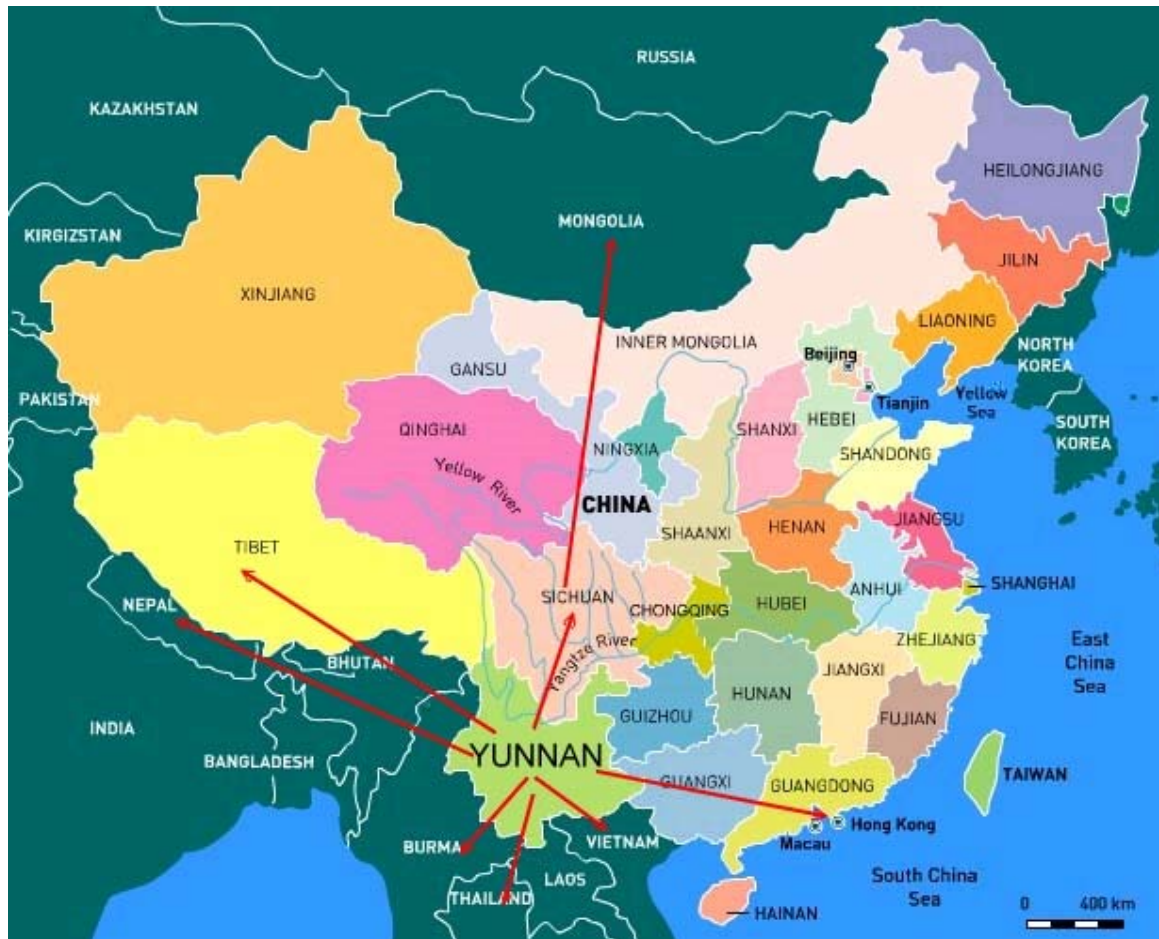 RUSSIA
KAZAKHSTAN
HEILONGJIANG
MONGOLIA
KIRGIZSTAN
JILIN
XINJIANG
LIAONING
INNER MONGOLIA
NORTH
KOREA
Beijing
GANSU
PAKISTAN
Tianjin
Yellow
Sea
HEBEI
SOUTH
KOREA
QINGHAI
SHANXI
NINGXIA
SHANDONG
Yellow River
CHINA
JIANGSU
HENAN
SHAANXI
TIBET
SHANGHAI
ANHUI
SICHUAN
HUBEI
NEPAL
CHONGQING
ZHEJIANG
East
China
Sea
Yangtze River
BHUTAN
JIANGXI
HUNAN
GUIZHOU
FUJIAN
INDIA
YUNNAN
BANGLADESH
TAIWAN
GUANGXI
GUANGDONG
Hong Kong
Macau
VIETNAM
BURMA
LAOS
South China
Sea
THAILAND
0 400 km
HAINAN